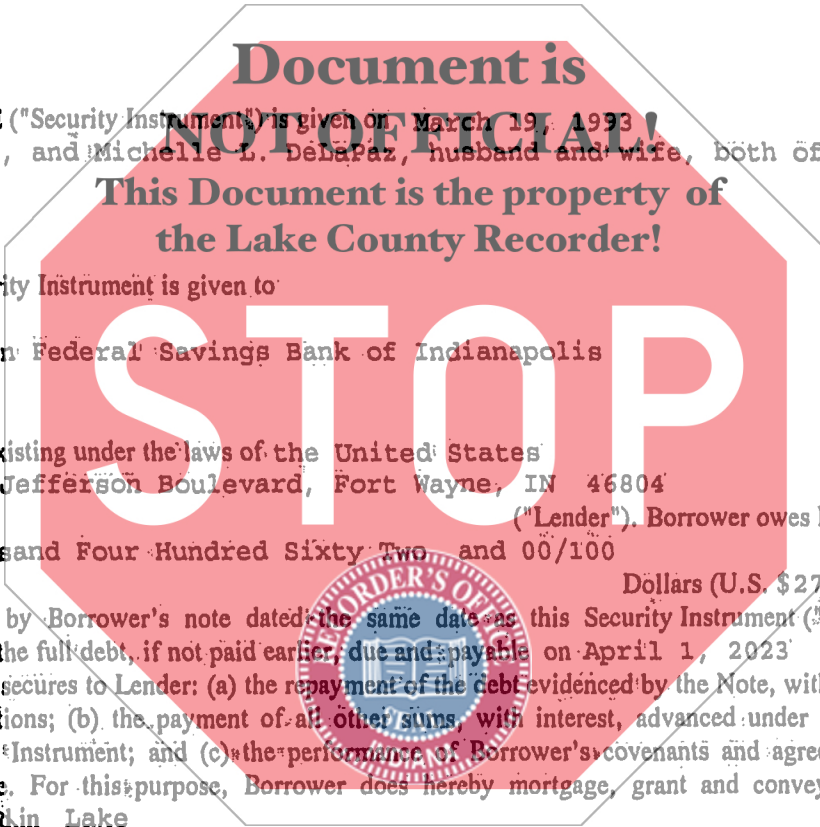 Document is
("Security Instrument") is given on March 19, 1993
NOT OFFICIAL!
, and Michelle L. DeLaPaz, husband and wife, both of
This Document is the property of
the Lake County Recorder!
ity Instrument is given to
STOP
n Federal Savings Bank of Indianapolis
isting under the laws of the United States
Jefferson Boulevard, Fort Wayne, IN 46804
("Lender"). Borrower owes
sand Four Hundred Sixty Two and 00/100
Dollars (U.S. $27
RECORDER'S OFFICE
by Borrower's note dated the same date as this Security Instrument ("
the full debt, if not paid earlier, due and payable on April 1, 2023
secures to Lender: (a) the repayment of the debt evidenced by the Note, wit
ions; (b) the payment of all other sums, with interest, advanced under
Instrument; and (c) the performance of Borrower's covenants and agree
e. For this purpose, Borrower does hereby mortgage, grant and convey
in Lake